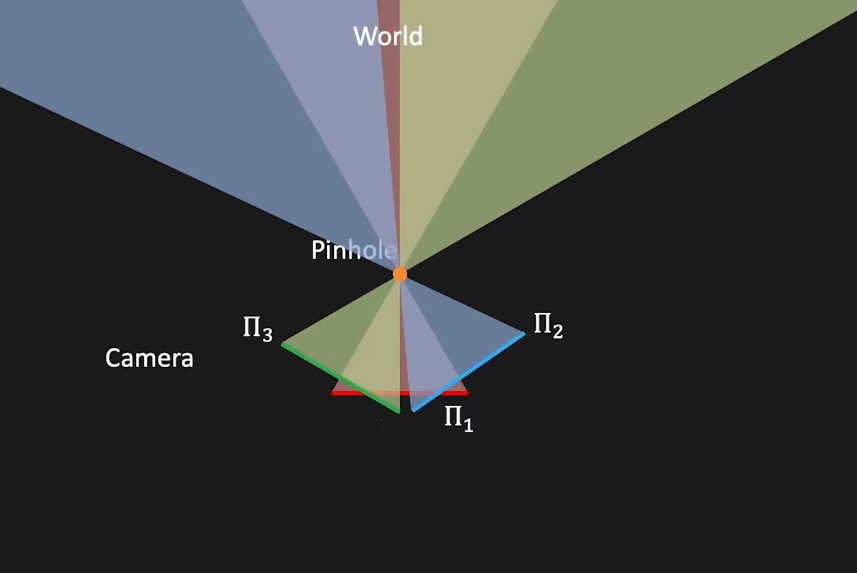 World
Pinhole
Π₃
Π₂
Camera
Π₁